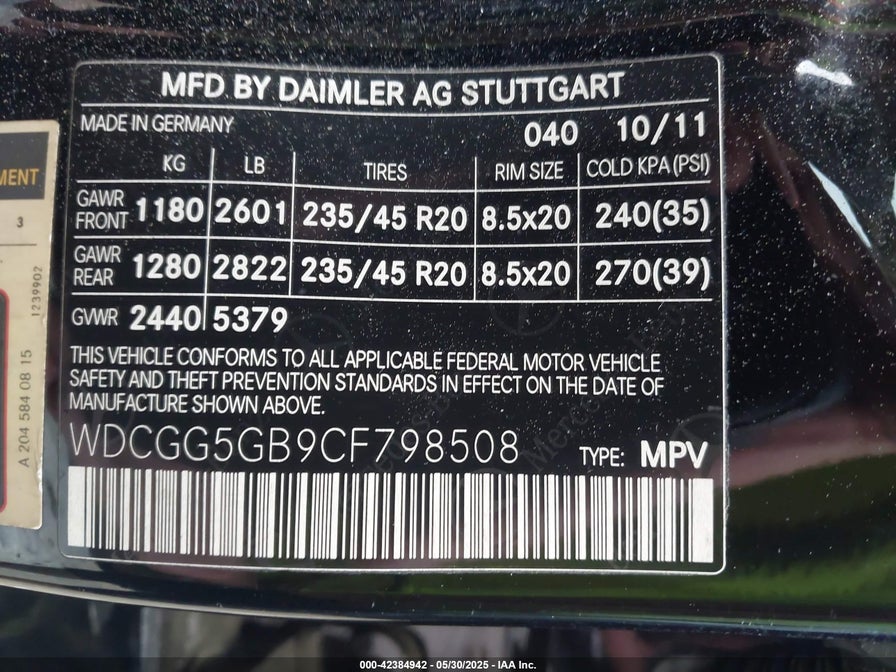 MFD BY DAIMLER AG STUTTGART
MADE IN GERMANY 040 10/11
KG LB TIRES RIM SIZE COLD KPA (PSI)
GAWR FRONT 1180 2601 235/45 R20 8.5x20 240(35)
GAWR REAR 1280 2822 235/45 R20 8.5x20 270(39)
GVWR 2440 5379
THIS VEHICLE CONFORMS TO ALL APPLICABLE FEDERAL MOTOR VEHICLE
SAFETY AND THEFT PREVENTION STANDARDS IN EFFECT ON THE DATE OF
MANUFACTURE SHOWN ABOVE.
WDCGG5GB9CF798508 TYPE: MPV
MENT
3
1239902
A 204 584 08 15
000-42384942 - 05/30/2025 - IAA Inc.